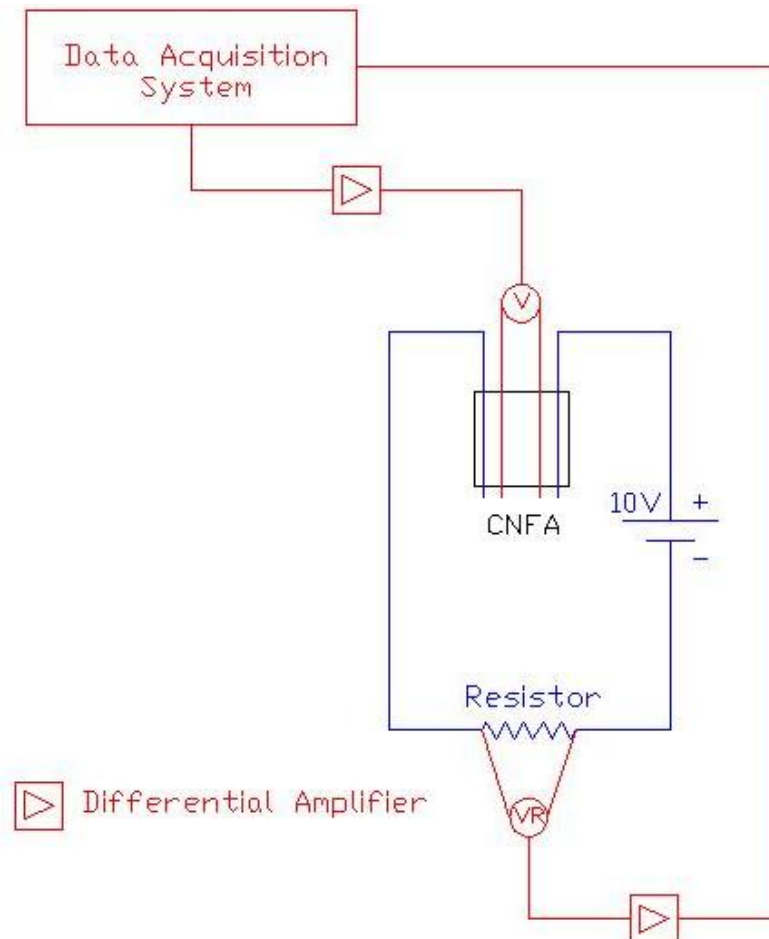 Data Acquisition
System
V
10V +
CNFA
-
Resistor
VR
Differential Amplifier